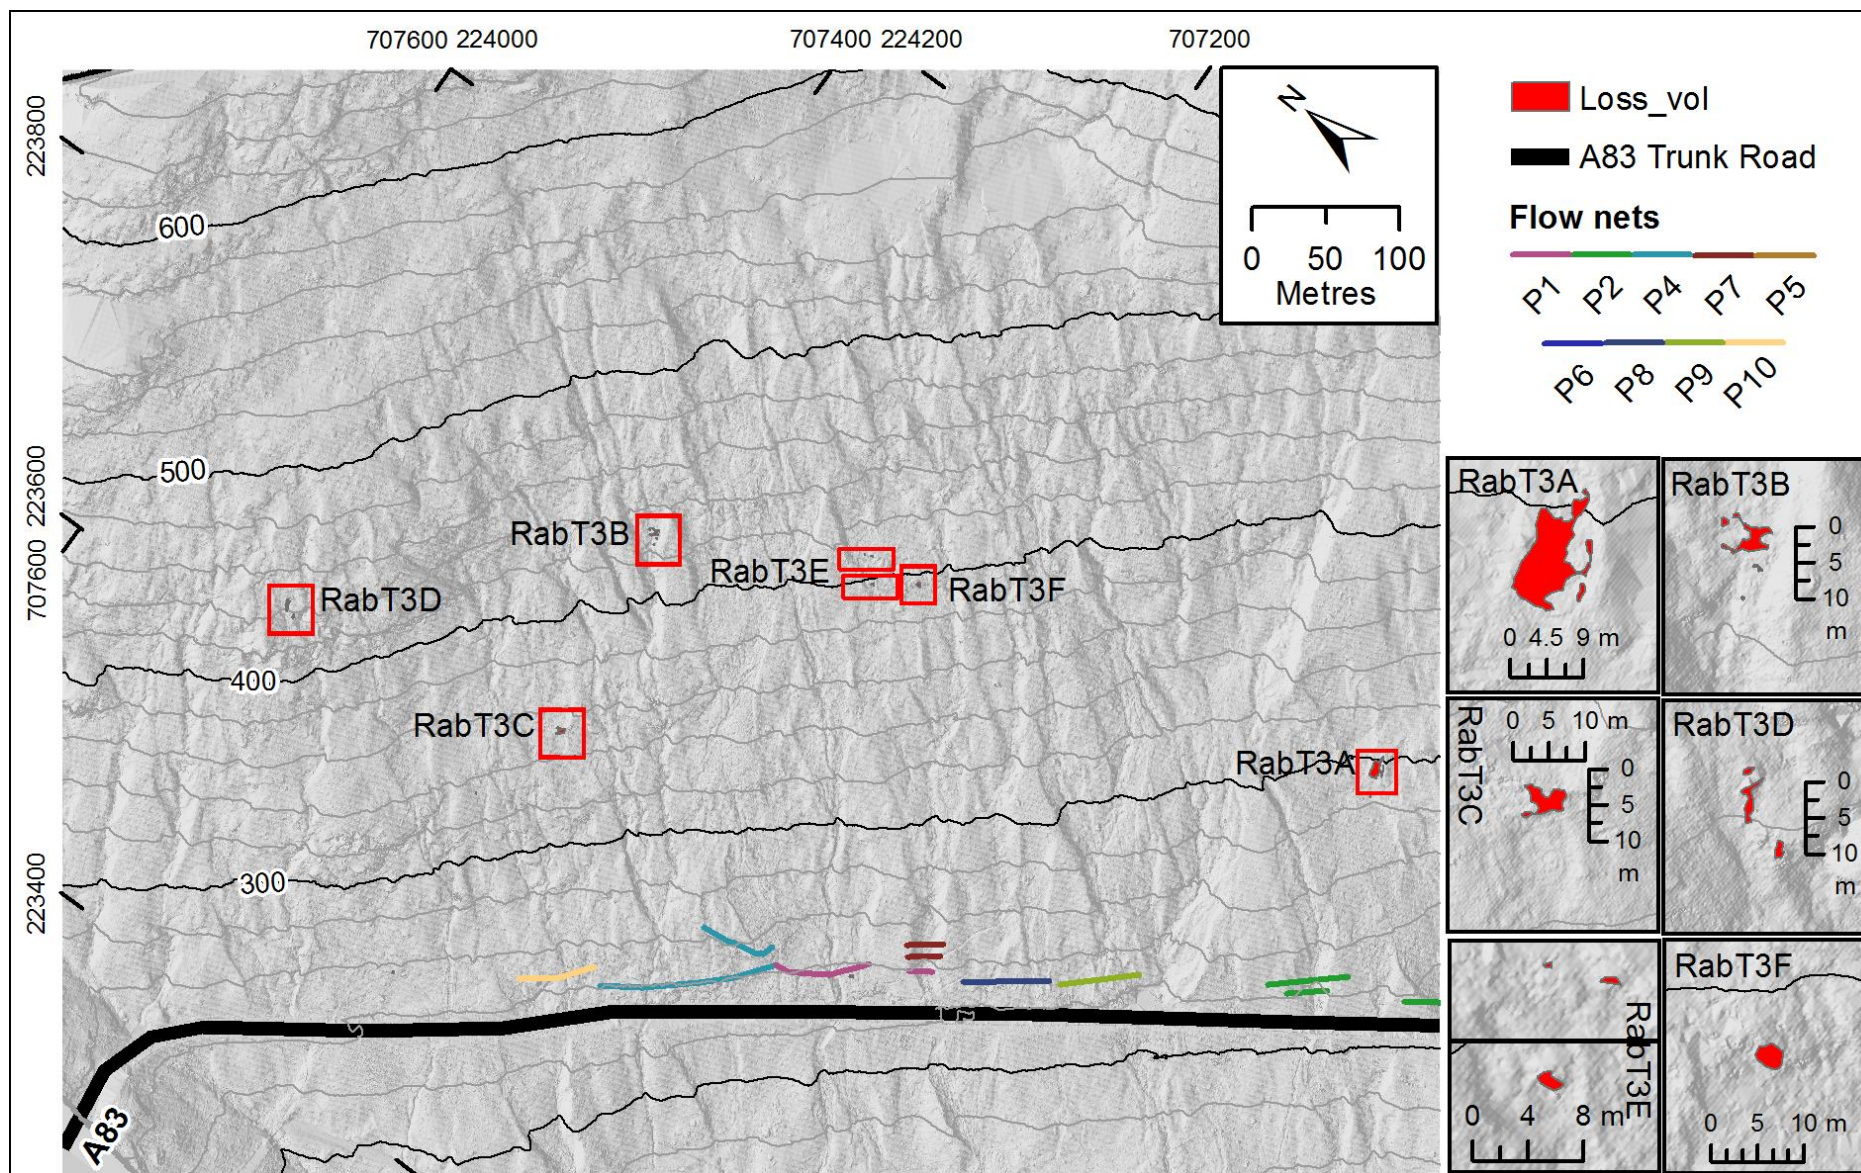 707600 224000
707400 224200
707200
223800
223600
707600
223400
N
0 50 100
Metres
Loss_vol
A83 Trunk Road
Flow nets
P1 P2 P4 P7 P5
P6 P8 P9 P10
600
500
400
300
RabT3B
RabT3E
RabT3F
RabT3D
RabT3C
RabT3A
A83
RabT3A
0 4.5 9 m
RabT3B
0
5
10
m
RabT3C
0 5 10 m
0
5
10
m
RabT3D
0
5
10
m
RabT3E
0 4 8 m
RabT3F
0 5 10 m